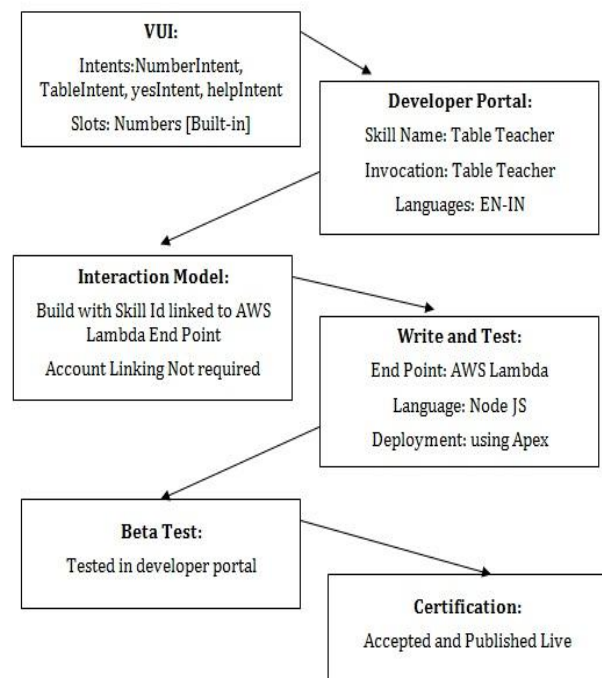 VUI:
Intents:NumberIntent,
TableIntent, yesIntent, helpIntent
Slots: Numbers [Built-in]
Developer Portal:
Skill Name: Table Teacher
Invocation: Table Teacher
Languages: EN-IN
Interaction Model:
Build with Skill Id linked to AWS
Lambda End Point
Account Linking Not required
Write and Test:
End Point: AWS Lambda
Language: Node JS
Deployment: using Apex
Beta Test:
Tested in developer portal
Certification:
Accepted and Published Live